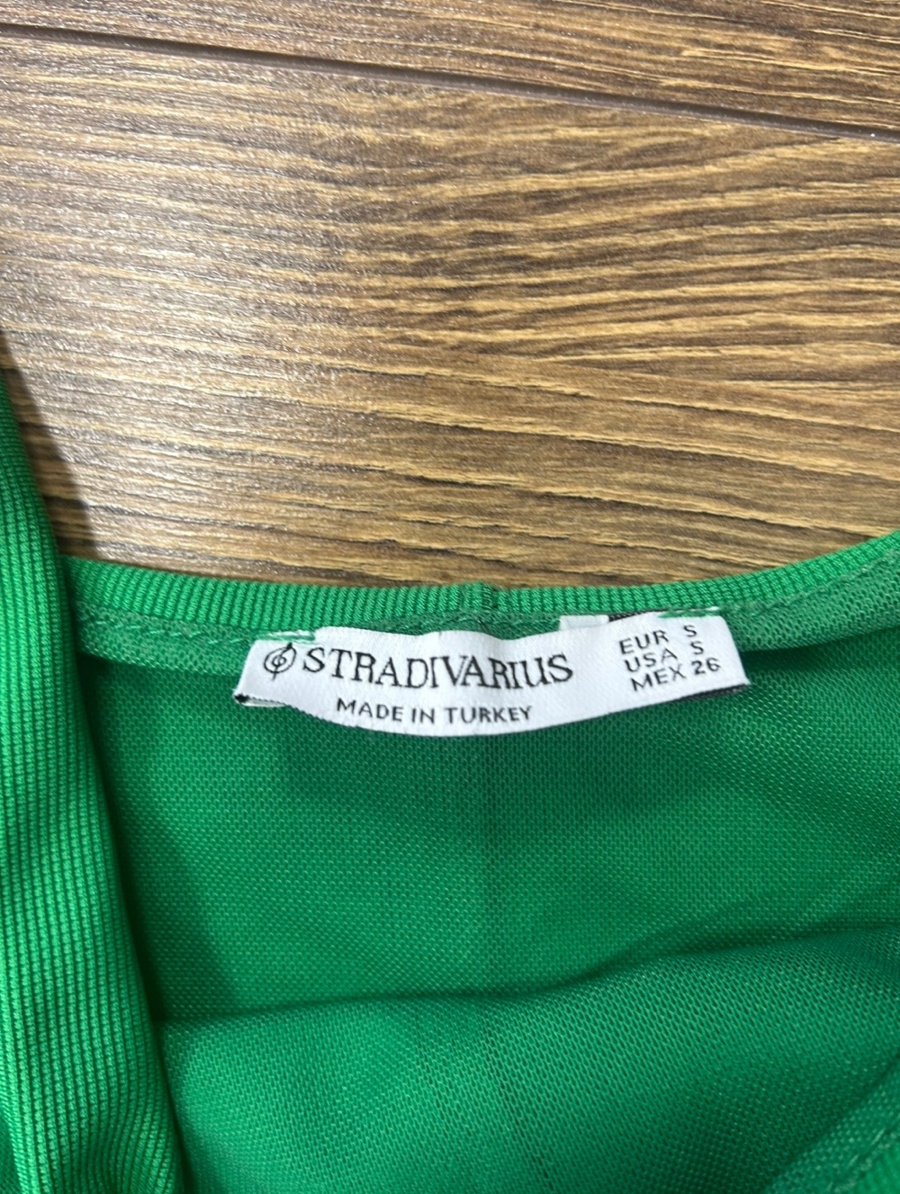 STRADIVARIUS
MADE IN TURKEY
EUR S
USA S
MEX 26